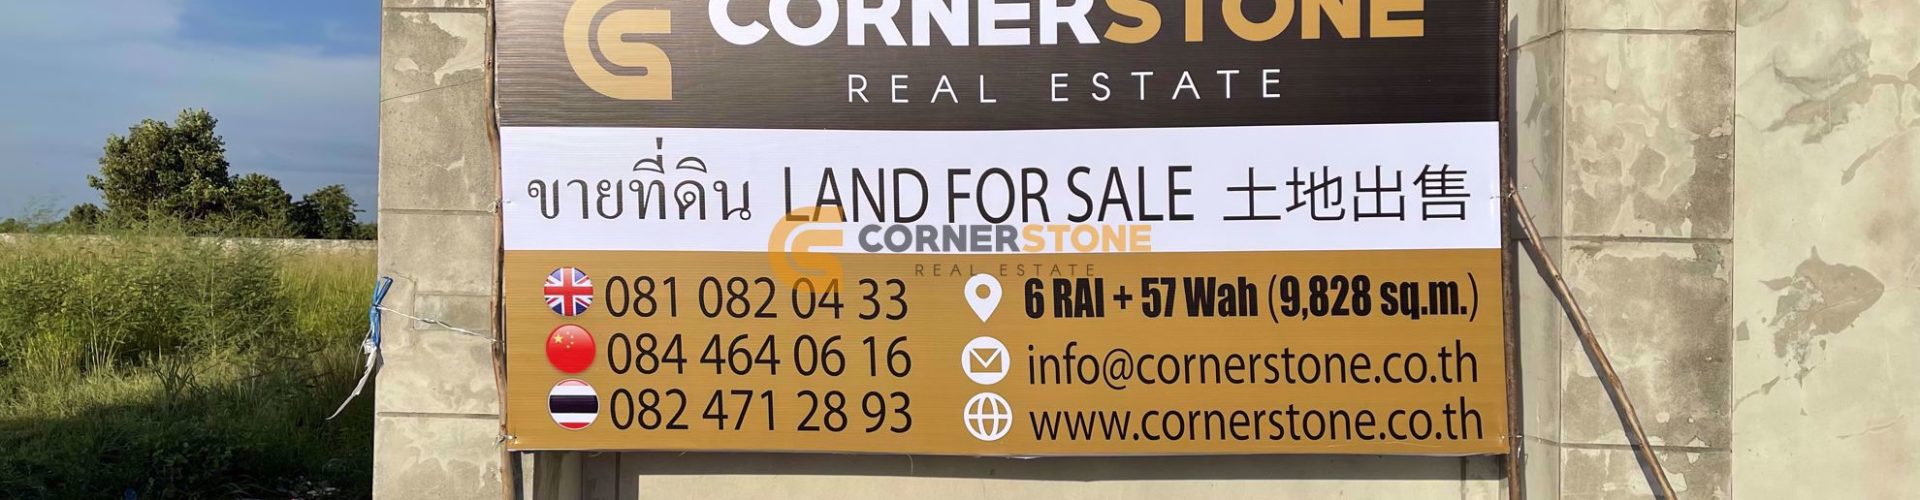 CORNERSTONE
REAL ESTATE
ขายที่ดิน LAND FOR SALE 土地出售
CORNERSTONE
REAL ESTATE
081 082 04 33
084 464 06 16
082 471 28 93
6 RAI + 57 Wah (9,828 sq.m.)
info@cornerstone.co.th
www.cornerstone.co.th